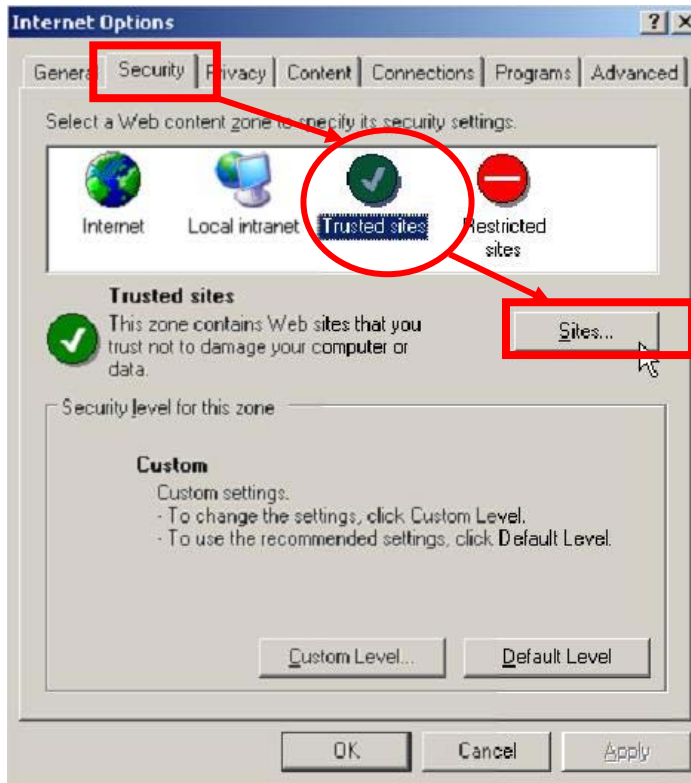 Internet Options
General Security Privacy Content Connections Programs Advanced
Select a Web content zone to specify its security settings.
Internet Local intranet Trusted sites Restricted
sites
Trusted sites
This zone contains Web sites that you
trust not to damage your computer or
data.
Sites...
Security level for this zone
Custom
Custom settings.
- To change the settings, click Custom Level.
- To use the recommended settings, click Default Level.
Custom Level... Default Level
OK Cancel Apply